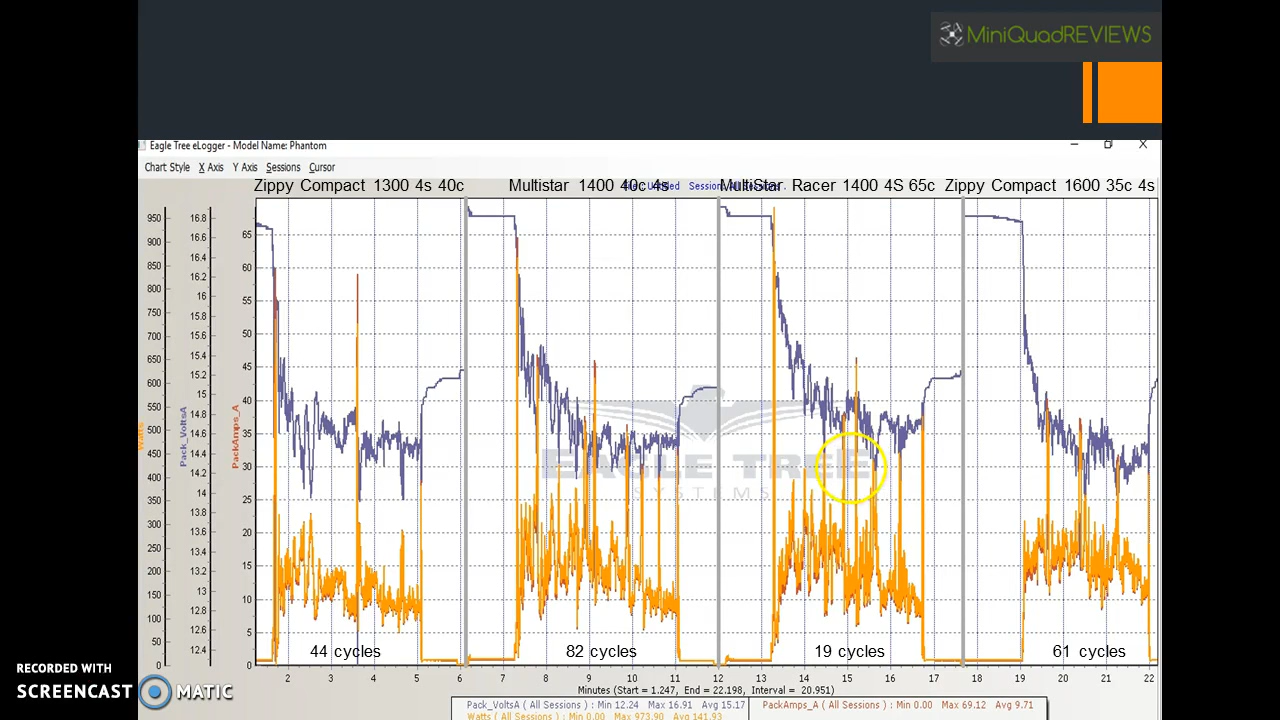 MiniQuadREVIEWS
Eagle Tree eLogger - Model Name: Phantom
Chart Style X Axis Y Axis Sessions Cursor
Zippy Compact 1300 4s 40c Multistar 1400 40c 4s MultiStar Racer 1400 4S 65c Zippy Compact 1600 35c 4s
950 900 850 800 750 700 650 600 550 500 450 400 350 300 250 200 150 100 50 0
Watts
16.8 16.6 16.4 16.2 16 15.8 15.6 15.4 15.2 15 14.8 14.6 14.4 14.2 14 13.8 13.6 13.4 13.2 13 12.8 12.6 12.4
Pack_VoltsA
65 60 55 50 45 40 35 30 25 20 15 10 5 0
PackAmps_A
EAGLE TREE
SYSTEMS
44 cycles 82 cycles 19 cycles 61 cycles
2 3 4 5 6 7 8 9 10 11 12 13 14 15 16 17 18 19 20 21 22
Minutes (Start = 1.247, End = 22.198, Interval = 20.951)
Pack_VoltsA ( All Sessions ) : Min 12.24 Max 16.91 Avg 15.17 PackAmps_A ( All Sessions ) : Min 0.00 Max 69.12 Avg 9.71
Watts ( All Sessions ) : Min 0.00 Max 973.90 Avg 141.93
RECORDED WITH
SCREENCAST MATIC